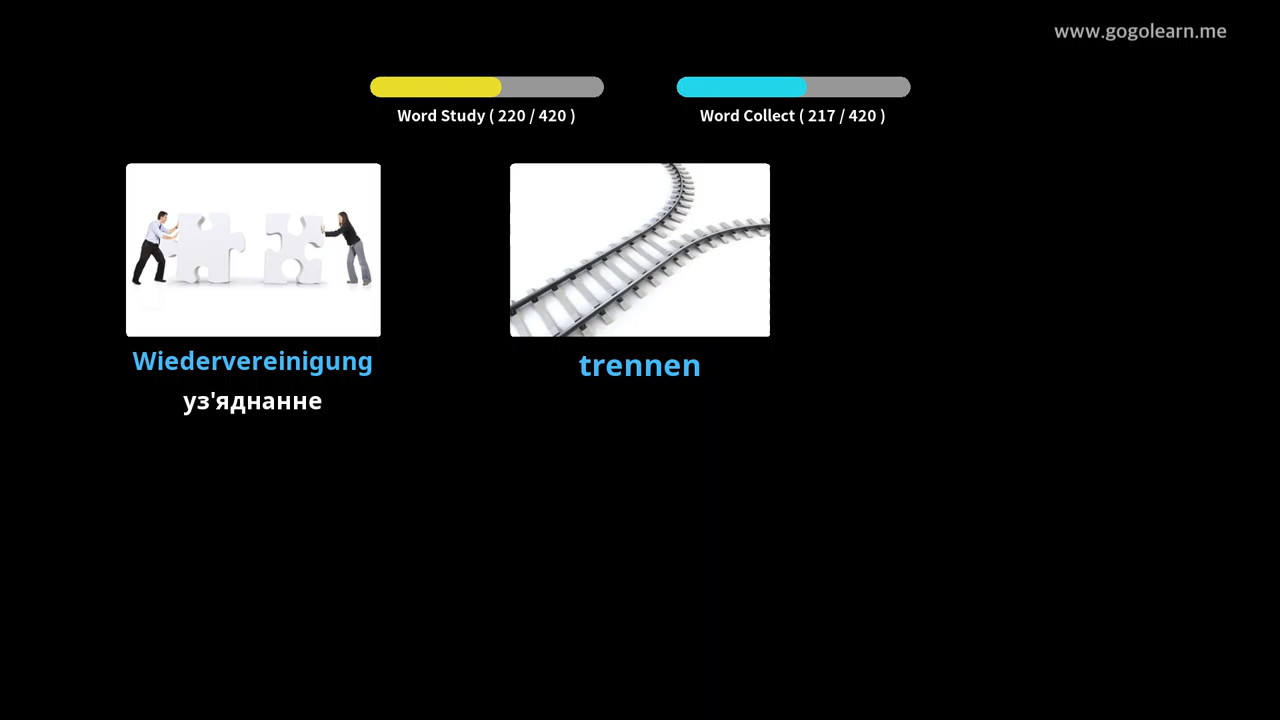 www.gogolearn.me
Word Study ( 220 / 420 )
Word Collect ( 217 / 420 )
Wiedervereinigung
trennen
уз'яднанне